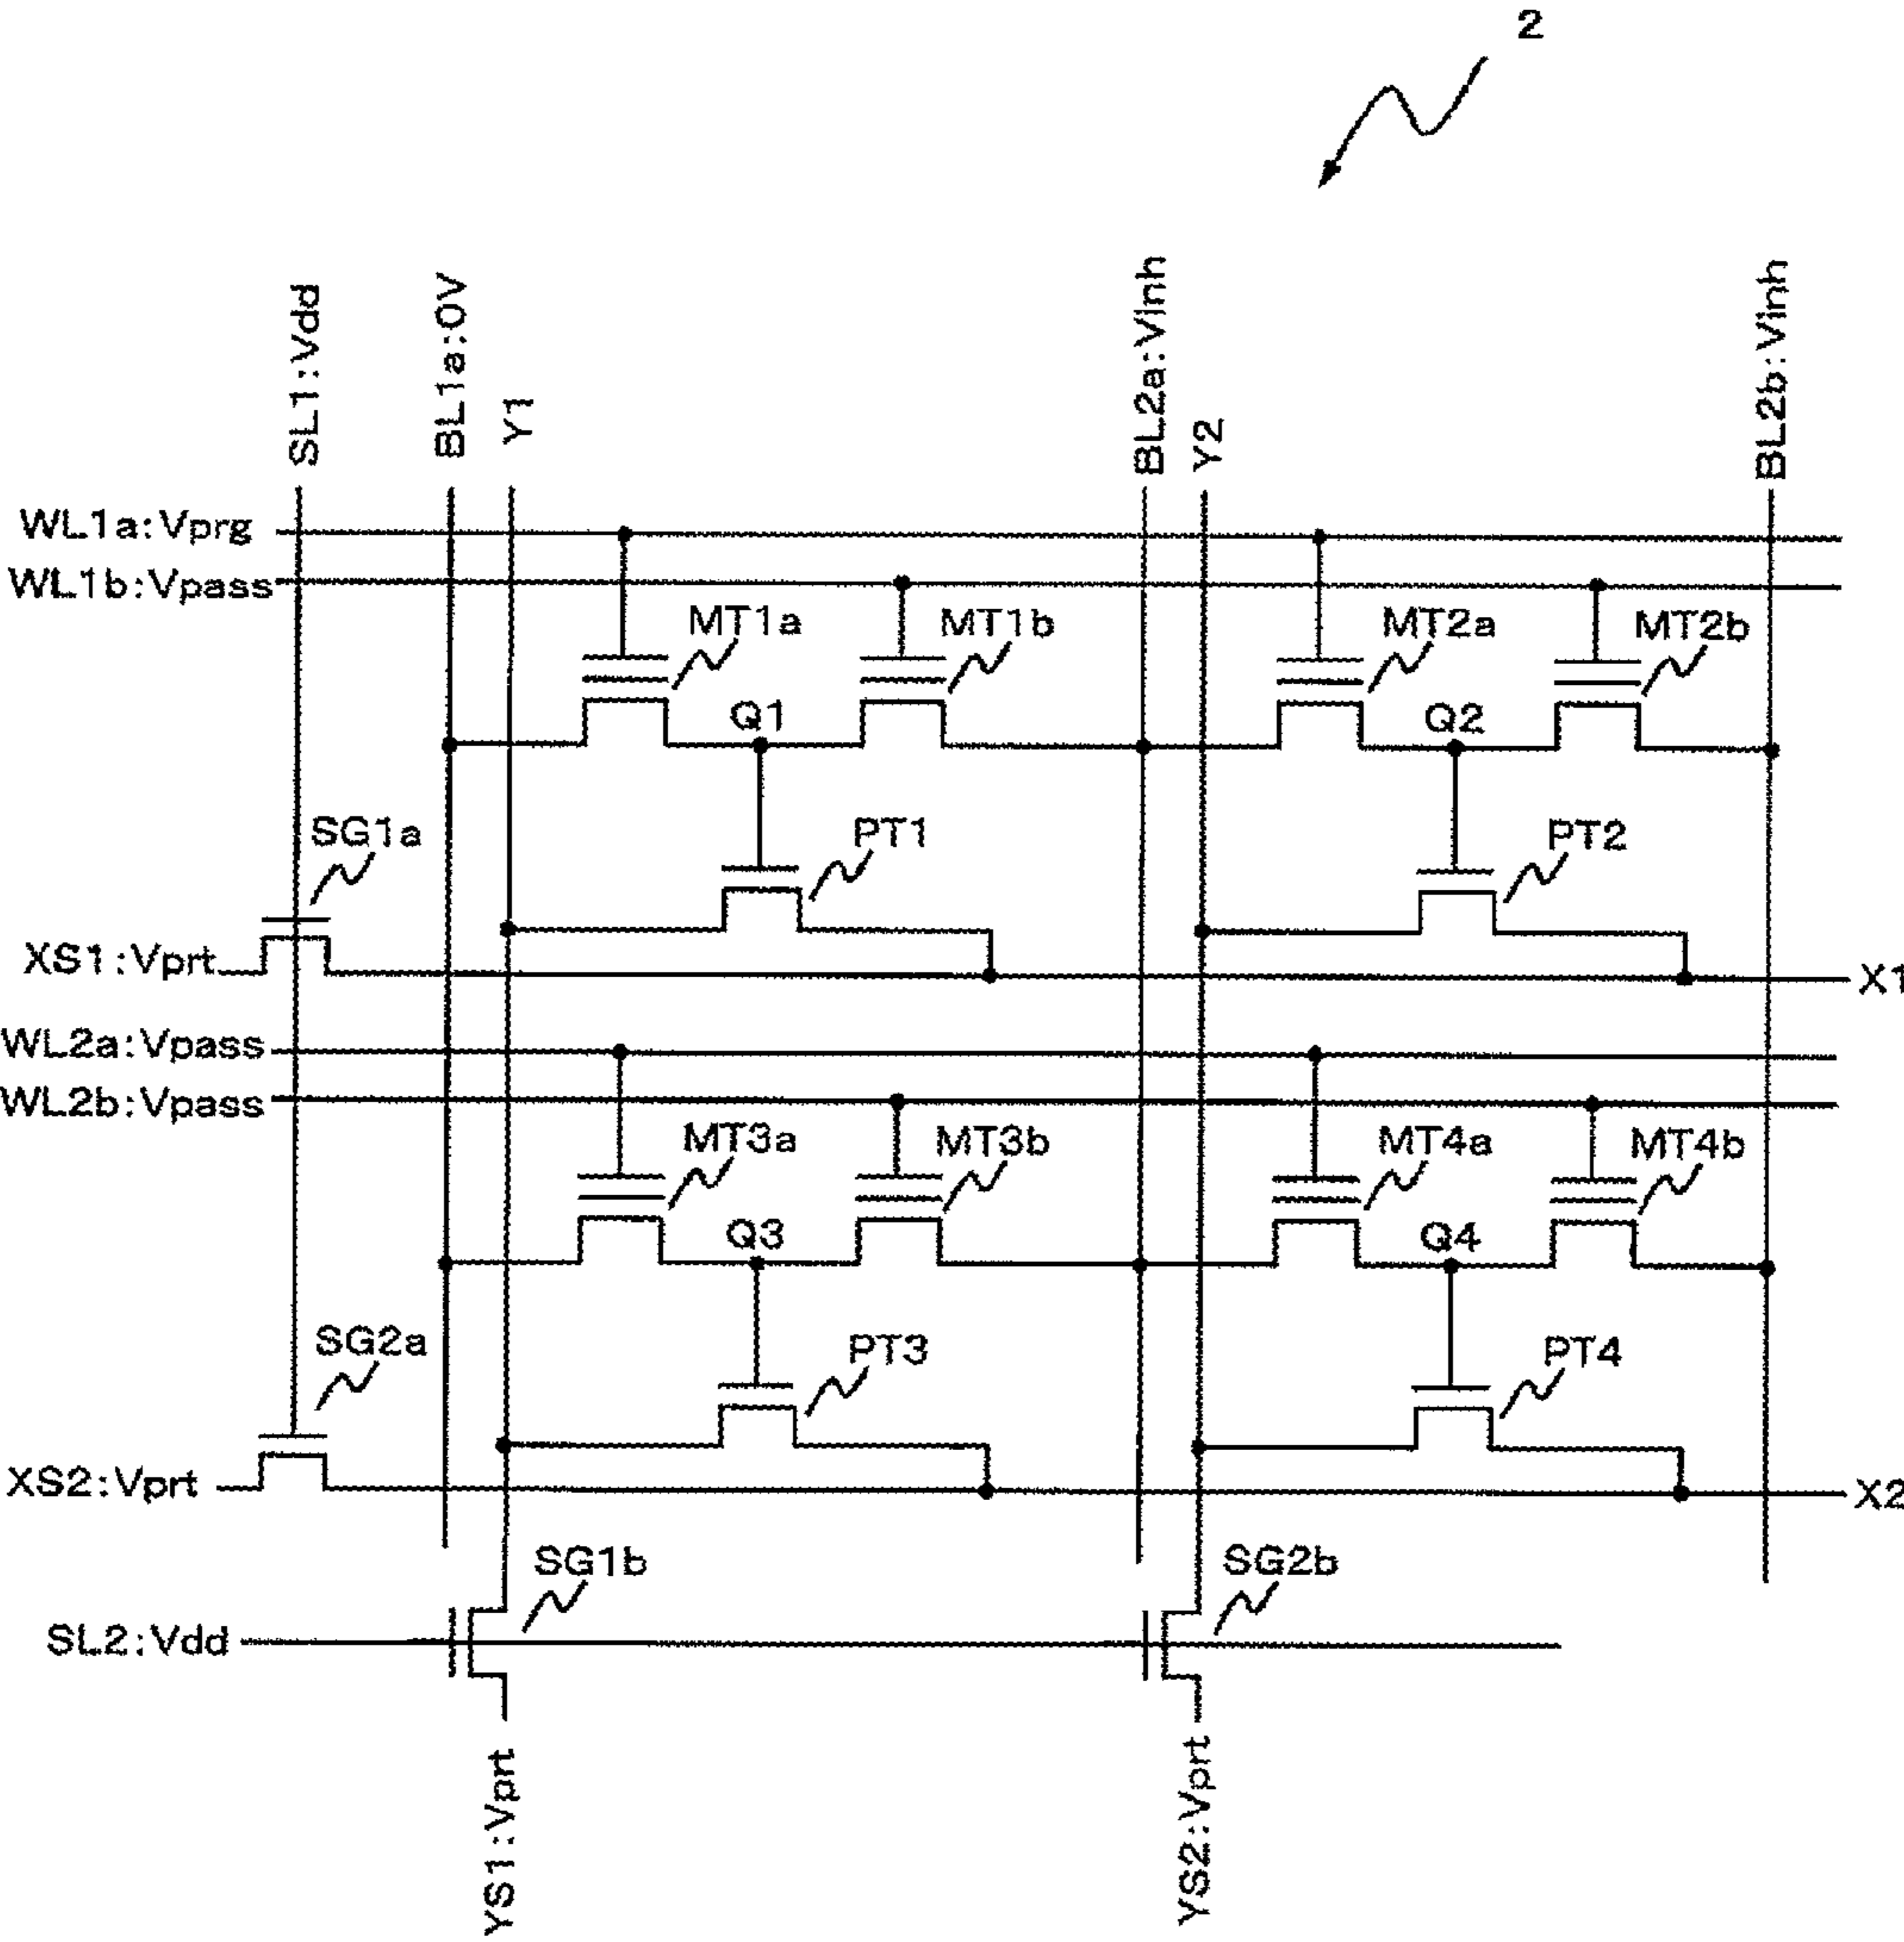 2
SL1:Vdd
BL1a:0V
Y1
BL2a:Vinh
Y2
BL2b:Vinh
WL1a:Vprg
WL1b:Vpass
MT1a
MT1b
MT2a
MT2b
Q1
Q2
SG1a
PT1
PT2
XS1:Vprt
X1
WL2a:Vpass
WL2b:Vpass
MT3a
MT3b
MT4a
MT4b
Q3
Q4
SG2a
PT3
PT4
XS2:Vprt
X2
SG1b
SG2b
SL2:Vdd
YS1:Vprt
YS2:Vprt